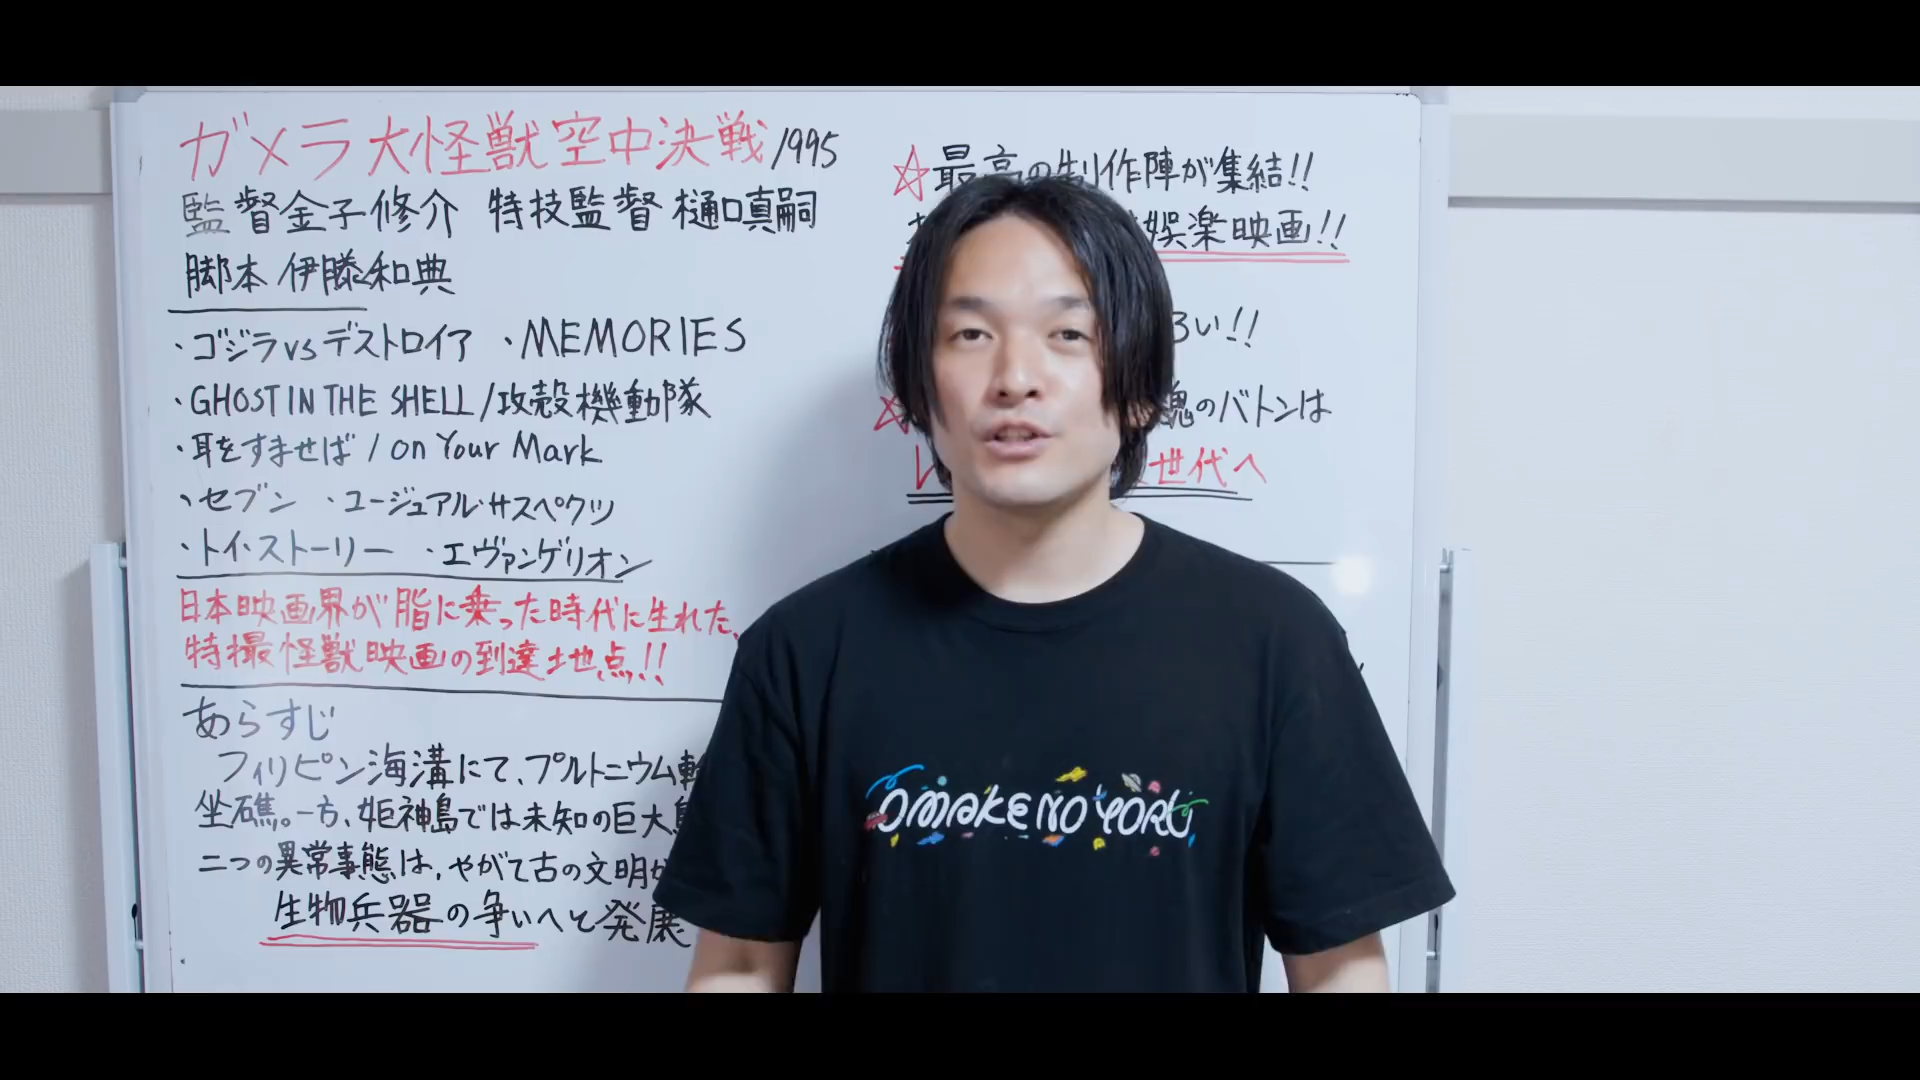 ガメラ大怪獣空中決戦/1995
監督金子修介 特技監督 樋口真嗣
脚本 伊藤和典
・ゴジラvsデストロイア ・MEMORIES
・GHOST IN THE SHELL/攻殻機動隊
・耳をすませば / on Your Mark
・セブン ・ユージュアル・サスペクツ
・トイ・ストーリー ・エヴァンゲリオン
日本映画界が脂に乗った時代に生れた、
特撮怪獣映画の到達地点!!
あらすじ
フィリピン海溝にて、プルトニウム
坐礁。一方、姫神島では未知の巨大
二つの異常事態は、やがて古の文明
生物兵器の争いへと発展
☆最高の制作陣が集結!!
娯楽映画!!
ろい!!
魂のバトンは
世代へ
OMAKE NO YORU